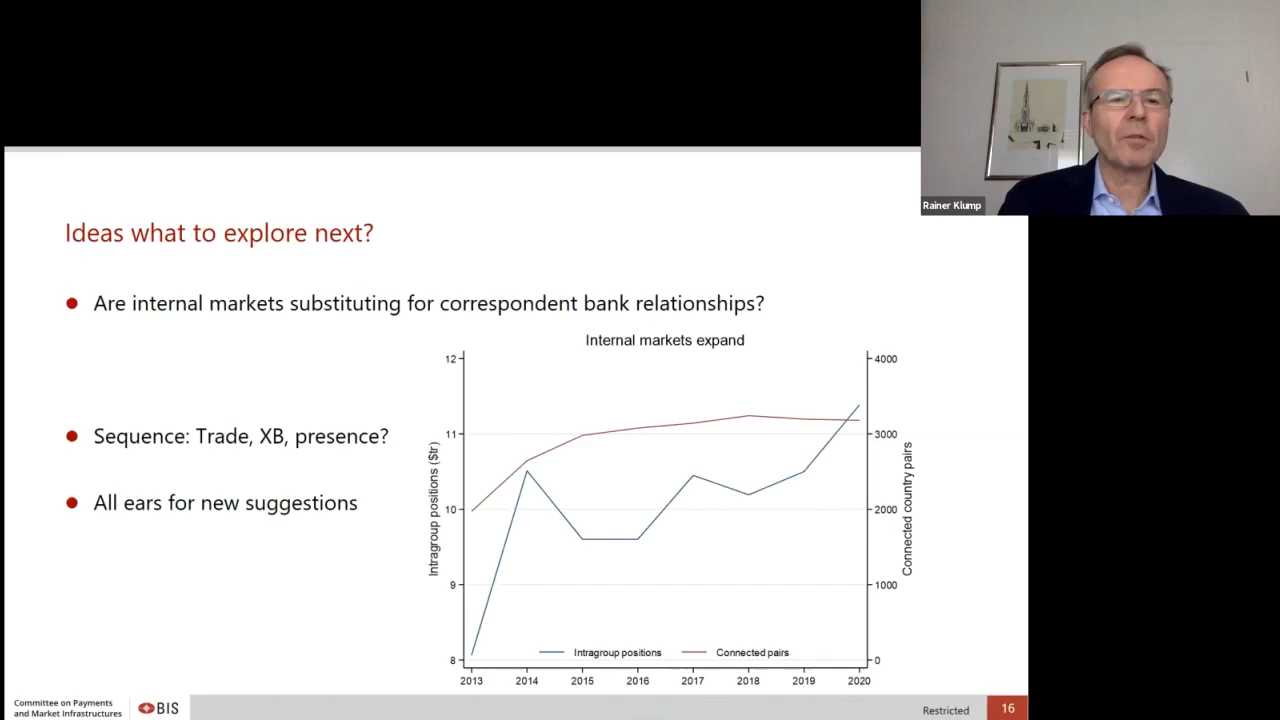 Rainer Klump
Ideas what to explore next?
Are internal markets substituting for correspondent bank relationships?
Internal markets expand
12
11
10
9
8
Intragroup positions ($tr)
4000
3000
2000
1000
0
Connected country pairs
Intragroup positions
Connected pairs
2013
2014
2015
2016
2017
2018
2019
2020
Sequence: Trade, XB, presence?
All ears for new suggestions
Committee on Payments
and Market Infrastructures
BIS
Restricted
16